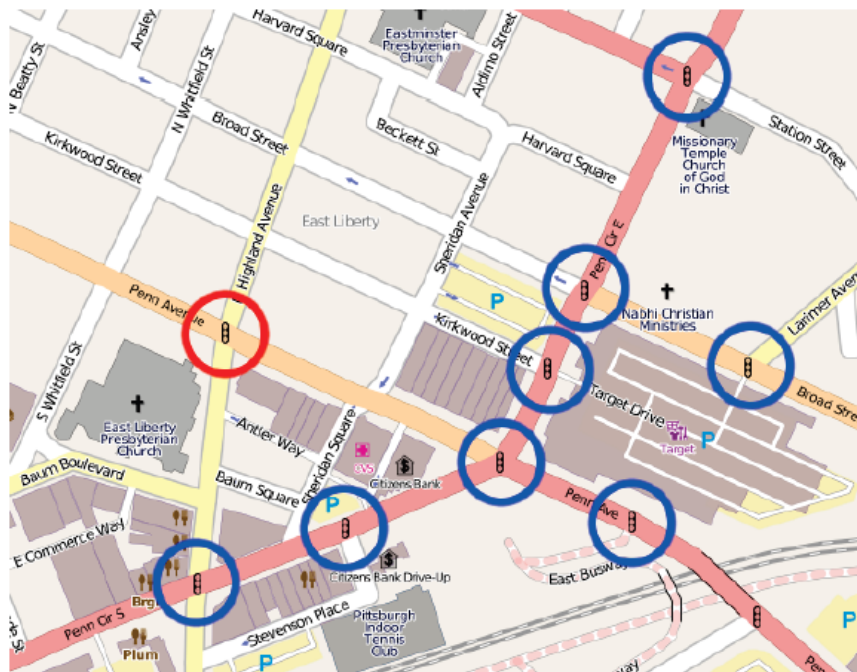 Harvard Square
Eastminster
Presbyterian
Church
Aldimo Street
Ansley
N Beatty St
N Whitfield St
Broad Street
Beckett St
Kirkwood Street
Harvard Square
Station Street
Missionary
Temple
Church
of God
in Christ
Highland Avenue
East Liberty
Sheridan Avenue
Penn Cir E
P
Nabhi Christian
Ministries
Larimer Aven
Penn Avenue
Kirkwood Street
Target Drive
Broad Stree
S Whitfield St
East Liberty
Presbyterian
Church
Antler Way
Sheridan Square
CVS
Citizens Bank
Target
P
Baum Boulevard
Baum Square
P
Penn Ave
E Commerce Way
East Busway
Citizens Bank Drive-Up
Brg
Penn Cir S
Stevenson Place
Pittsburgh
Indoor
Tennis
Club
way
Plum
P
P